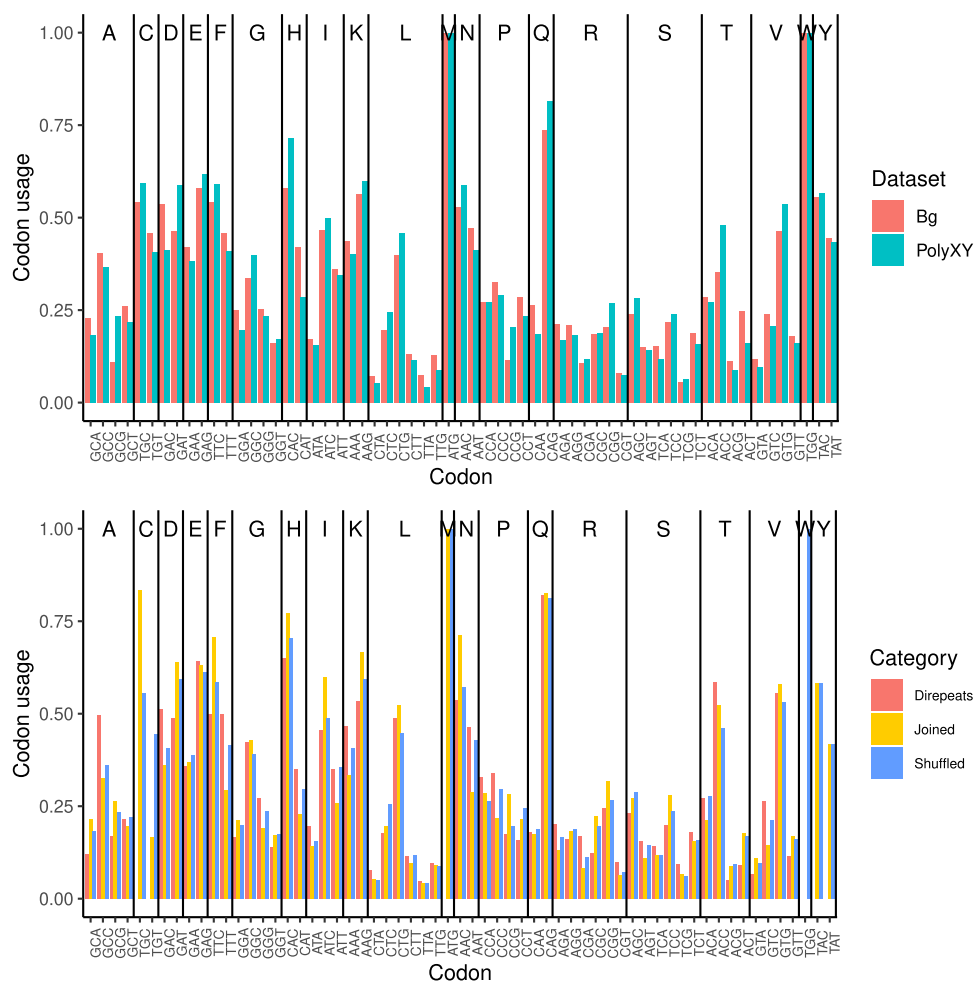 A C D E F G H I K L M N P Q R S T V W Y
1.00
0.75
0.50
0.25
0.00
Codon usage
GCA GCC GCG GCT TGC TGT GAC GAT GAA GAG TTC TTT GGA GGC GGG GGT CAC CAT ATA ATC ATT AAA AAG CTA CTC CTG CTT TTA TTG ATG AAC AAT CCA CCC CCG CCT CAA CAG AGA AGG CGA CGC CGG CGT AGC AGT TCA TCC TCG TCT ACA ACC ACG ACT GTA GTC GTG GTT TGG TAC TAT
Codon
Dataset
Bg
PolyXY
A C D E F G H I K L M N P Q R S T V W Y
1.00
0.75
0.50
0.25
0.00
Codon usage
GCA GCC GCG GCT TGC TGT GAC GAT GAA GAG TTC TTT GGA GGC GGG GGT CAC CAT ATA ATC ATT AAA AAG CTA CTC CTG CTT TTA TTG ATG AAC AAT CCA CCC CCG CCT CAA CAG AGA AGG CGA CGC CGG CGT AGC AGT TCA TCC TCG TCT ACA ACC ACG ACT GTA GTC GTG GTT TGG TAC TAT
Codon
Category
Direpeats
Joined
Shuffled